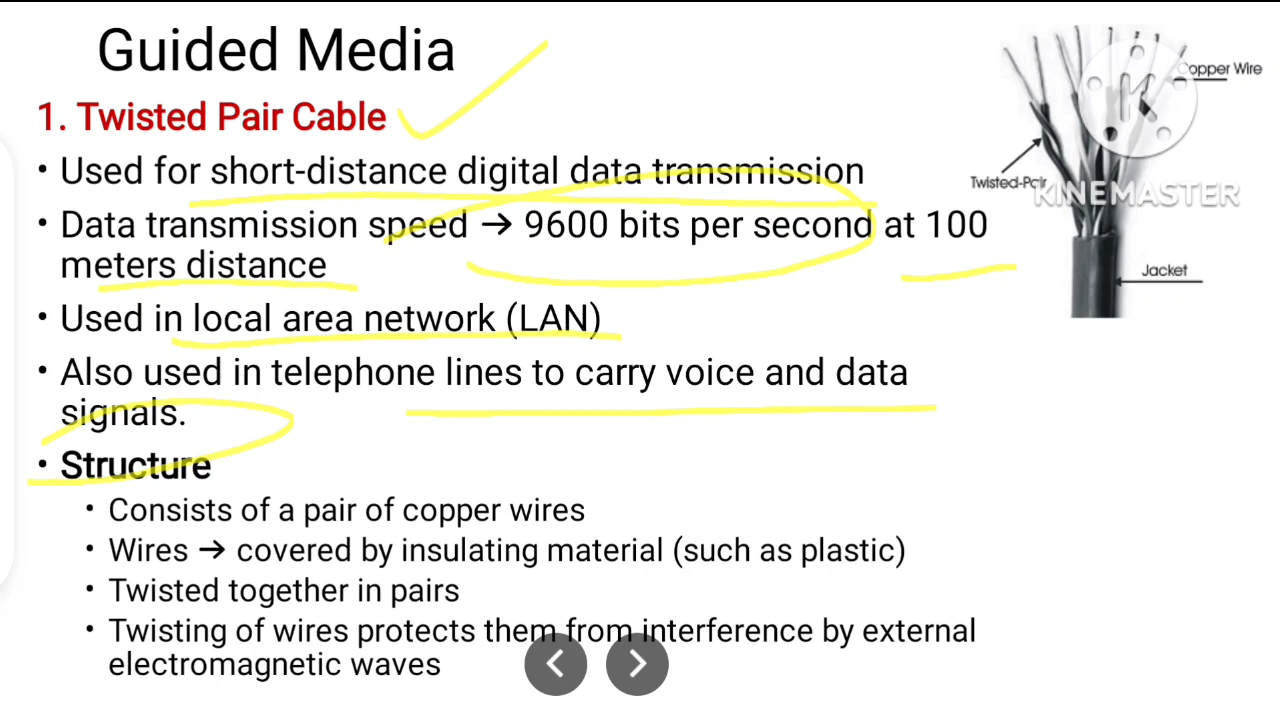 Guided Media
1. Twisted Pair Cable
• Used for short-distance digital data transmission
• Data transmission speed → 9600 bits per second at 100
meters distance
• Used in local area network (LAN)
• Also used in telephone lines to carry voice and data
signals.
• Structure
• Consists of a pair of copper wires
• Wires → covered by insulating material (such as plastic)
• Twisted together in pairs
• Twisting of wires protects them from interference by external
electromagnetic waves
Copper Wire
Twisted-Pair
K
KINEMASTER
Jacket